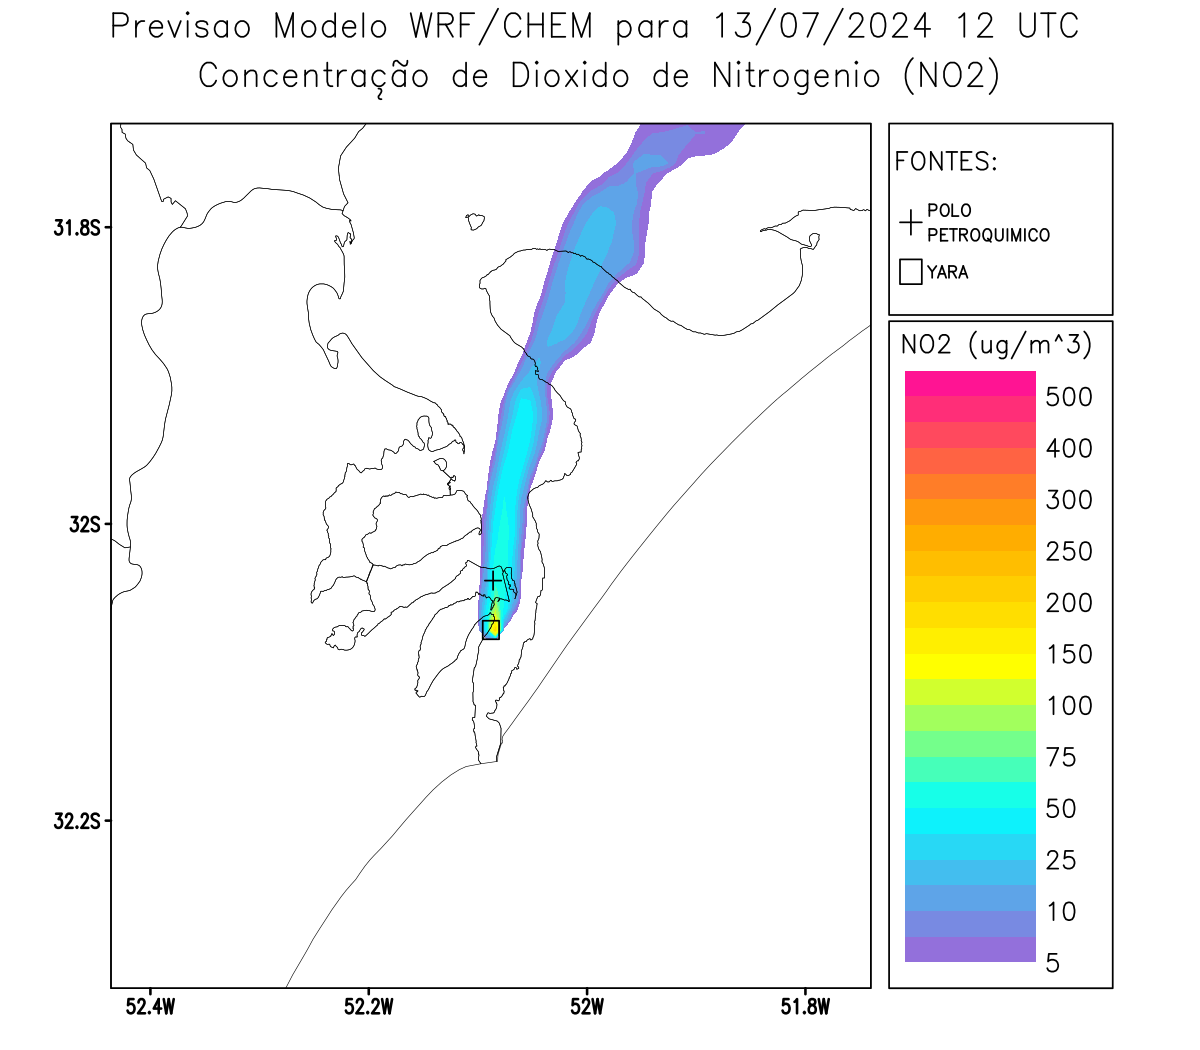 Previsao Modelo WRF/CHEM para 13/07/2024 12 UTC
Concentração de Dioxido de Nitrogenio (NO2)
FONTES:
POLO
PETROQUIMICO
YARA
NO2 (ug/m^3)
500
400
300
250
200
150
100
75
50
25
10
5
31.8S
32S
32.2S
52.4W
52.2W
52W
51.8W